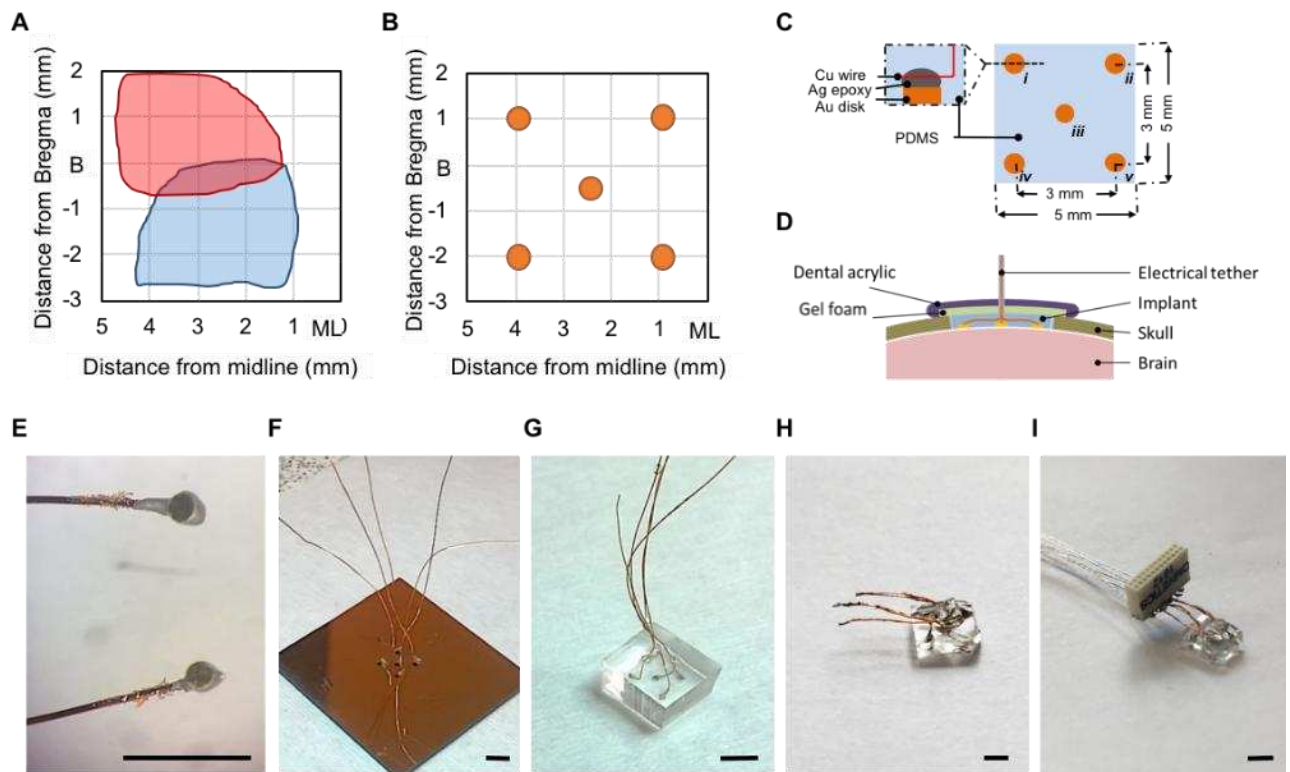 A
Distance from Bregma (mm)
2
1
B
-1
-2
-3
5 4 3 2 1 ML
Distance from midline (mm)
B
Distance from Bregma (mm)
2
1
B
-1
-2
-3
5 4 3 2 1 ML
Distance from midline (mm)
C
Cu wire
Ag epoxy
Au disk
PDMS
i
ii
iii
iv
v
3 mm
5 mm
3 mm
5 mm
D
Dental acrylic
Gel foam
Electrical tether
Implant
Skull
Brain
E
F
G
H
I